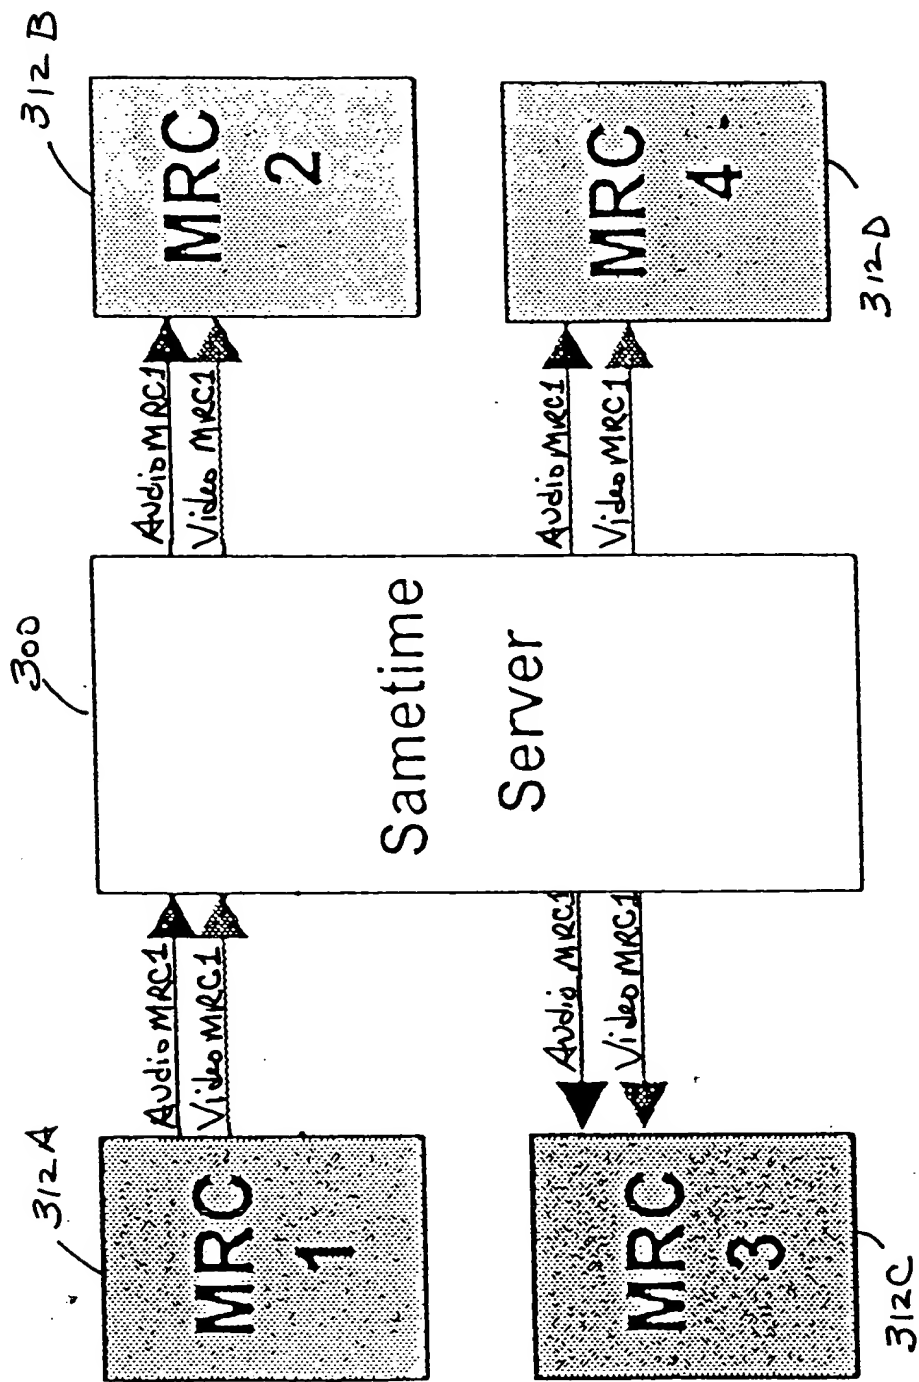 312A
MRC
1
Audio MRC1
Video MRC1
300
Sametime
Server
Audio MRC1
Video MRC1
312B
MRC
2
MRC
3
312C
Audio MRC1
Video MRC1
Audio MRC1
Video MRC1
MRC
4
312D